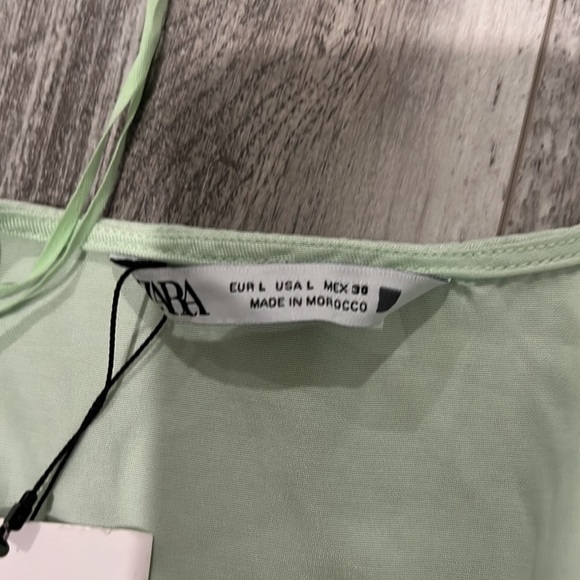 ZARA
EUR L USA L MEX 30
MADE IN MOROCCO